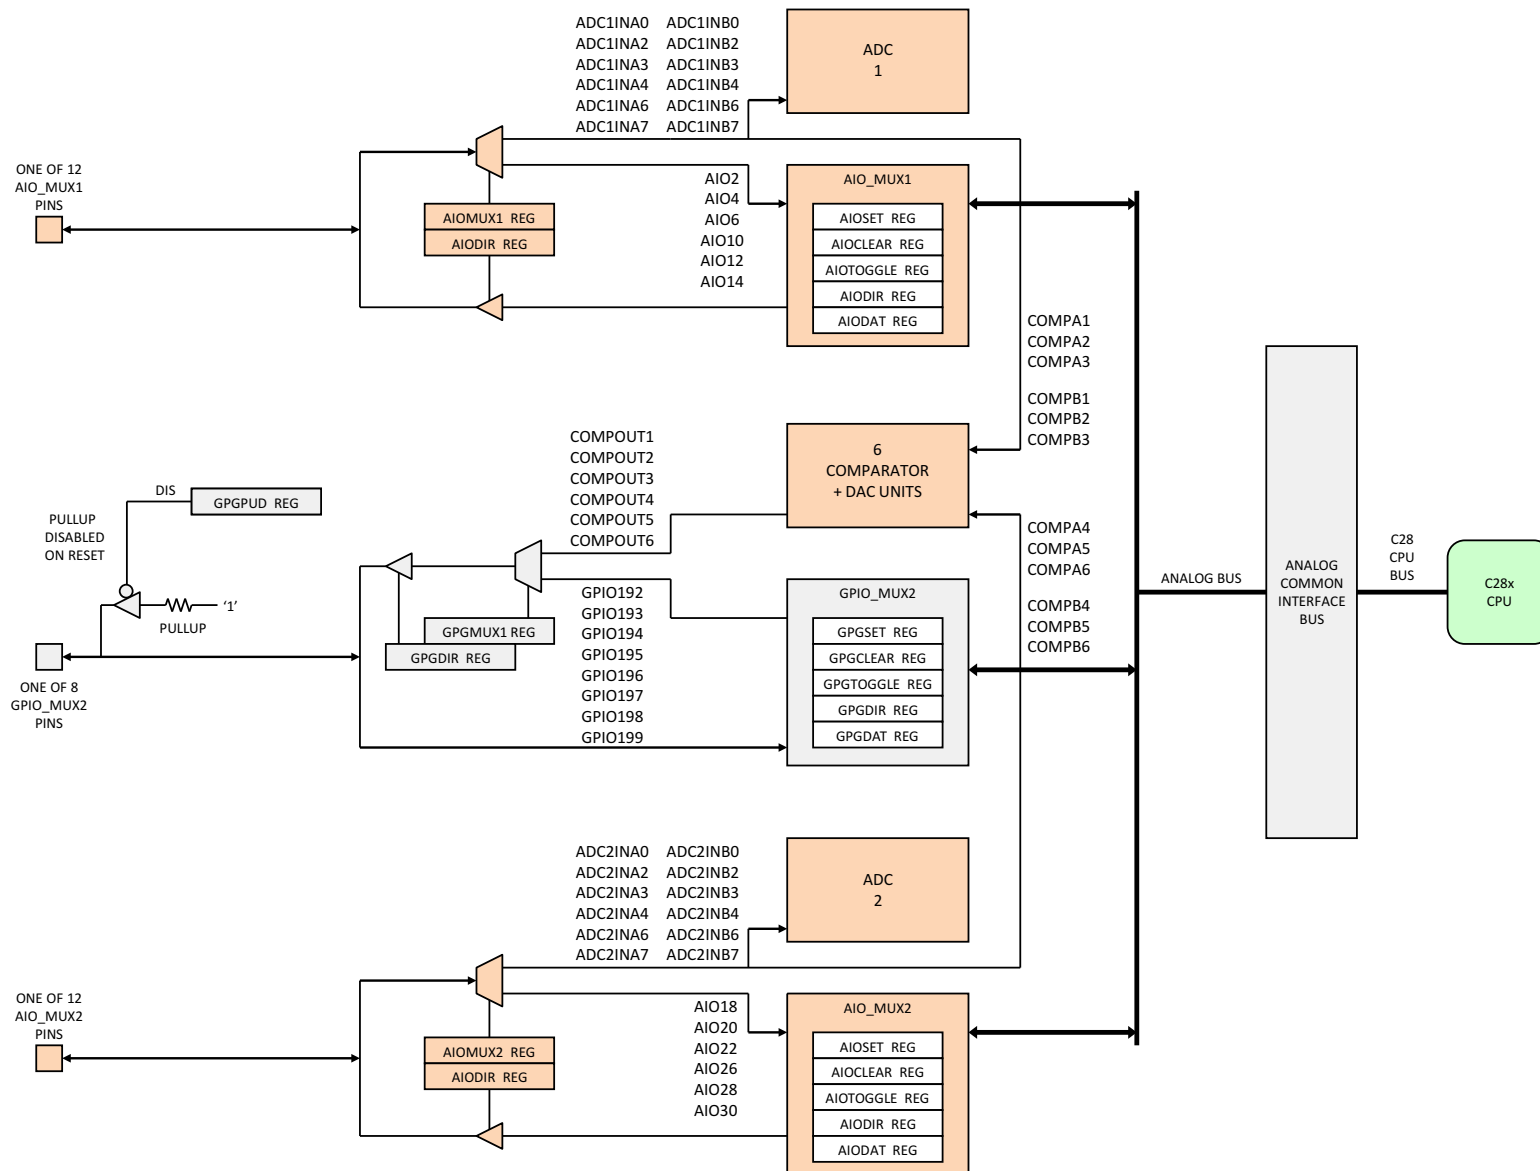 ADC1INA0 ADC1INB0
ADC1INA2 ADC1INB2
ADC1INA3 ADC1INB3
ADC1INA4 ADC1INB4
ADC1INA6 ADC1INB6
ADC1INA7 ADC1INB7
ADC
1
ONE OF 12
AIO_MUX1
PINS
AIOMUX1 REG
AIODIR REG
AIO2
AIO4
AIO6
AIO10
AIO12
AIO14
AIO_MUX1
AIOSET REG
AIOCLEAR REG
AIOTOGGLE REG
AIODIR REG
AIODAT REG
COMPA1
COMPA2
COMPA3
COMPB1
COMPB2
COMPB3
6
COMPARATOR
+ DAC UNITS
COMPOUT1
COMPOUT2
COMPOUT3
COMPOUT4
COMPOUT5
COMPOUT6
DIS
GPGPUD REG
PULLUP
DISABLED
ON RESET
'1'
PULLUP
ONE OF 8
GPIO_MUX2
PINS
GPGMUX1 REG
GPGDIR REG
GPIO192
GPIO193
GPIO194
GPIO195
GPIO196
GPIO197
GPIO198
GPIO199
GPIO_MUX2
GPGSET REG
GPGCLEAR REG
GPGTOGGLE REG
GPGDIR REG
GPGDAT REG
COMPA4
COMPA5
COMPA6
COMPB4
COMPB5
COMPB6
ANALOG BUS
ANALOG
COMMON
INTERFACE
BUS
C28
CPU
BUS
C28x
CPU
ADC2INA0 ADC2INB0
ADC2INA2 ADC2INB2
ADC2INA3 ADC2INB3
ADC2INA4 ADC2INB4
ADC2INA6 ADC2INB6
ADC2INA7 ADC2INB7
ADC
2
ONE OF 12
AIO_MUX2
PINS
AIOMUX2 REG
AIODIR REG
AIO18
AIO20
AIO22
AIO26
AIO28
AIO30
AIO_MUX2
AIOSET REG
AIOCLEAR REG
AIOTOGGLE REG
AIODIR REG
AIODAT REG